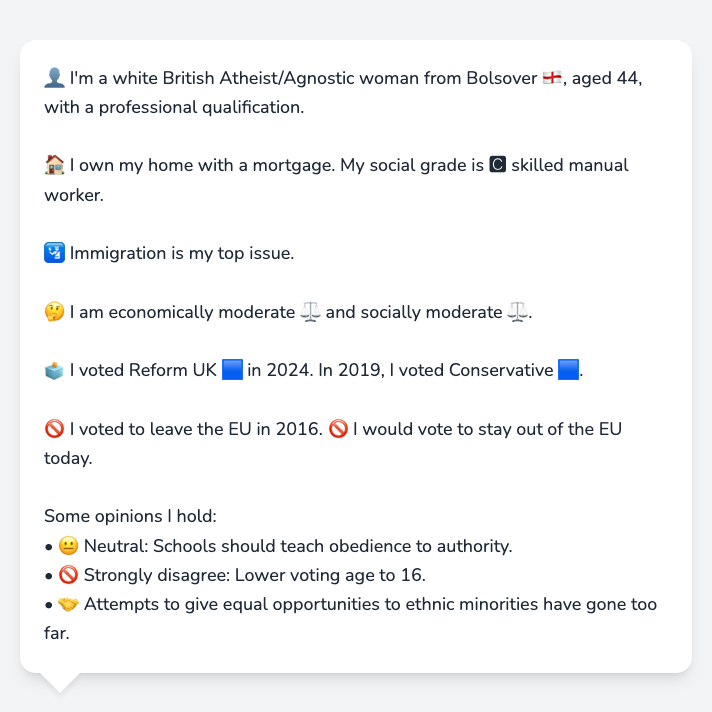 👤 I'm a white British Atheist/Agnostic woman from Bolsover 🏴󠁧󠁢󠁥󠁮󠁧󠁿, aged 44,
with a professional qualification.
🏠 I own my home with a mortgage. My social grade is 🅲 skilled manual
worker.
🛂 Immigration is my top issue.
🤔 I am economically moderate ⚖️ and socially moderate ⚖️.
🗳️ I voted Reform UK 🟦 in 2024. In 2019, I voted Conservative 🟦.
🚫 I voted to leave the EU in 2016. 🚫 I would vote to stay out of the EU
today.
Some opinions I hold:
• 😐 Neutral: Schools should teach obedience to authority.
• 🚫 Strongly disagree: Lower voting age to 16.
• 🤝 Attempts to give equal opportunities to ethnic minorities have gone too
far.